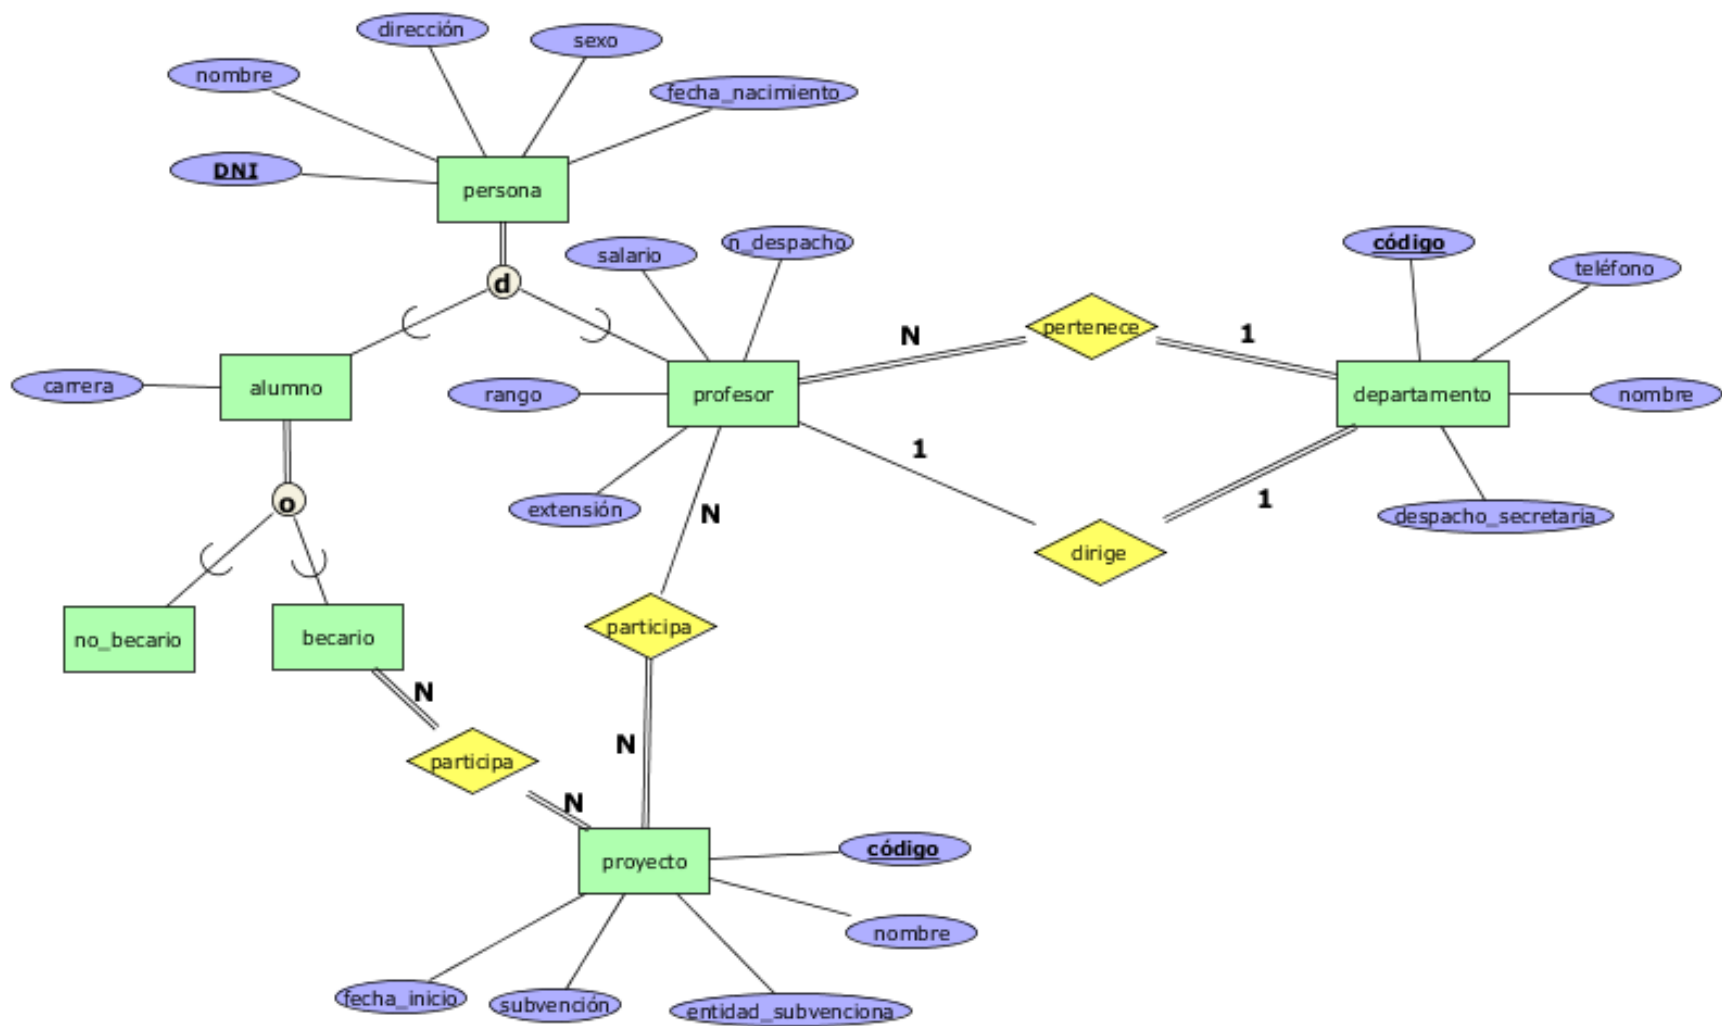 dirección
sexo
nombre
fecha_nacimiento
DNI
persona
salario
n_despacho
código
teléfono
d
pertenece
N
1
carrera
alumno
rango
profesor
departamento
nombre
1
o
extensión
N
1
despacho_secretaria
dirige
no_becario
becario
participa
N
N
participa
N
código
proyecto
nombre
fecha_inicio
subvención
entidad_subvenciona